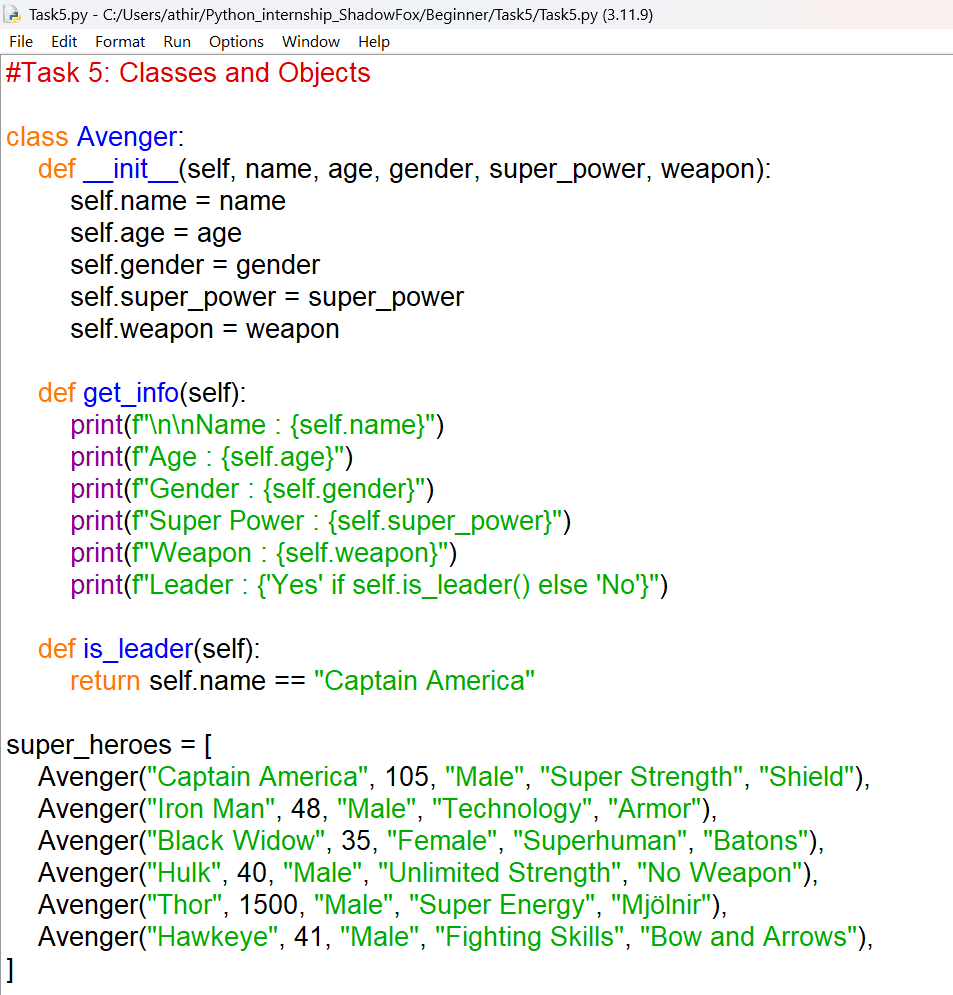 Task5.py - C:/Users/athir/Python_internship_ShadowFox/Beginner/Task5/Task5.py (3.11.9)
File Edit Format Run Options Window Help
#Task 5: Classes and Objects

class Avenger:
    def __init__(self, name, age, gender, super_power, weapon):
        self.name = name
        self.age = age
        self.gender = gender
        self.super_power = super_power
        self.weapon = weapon

    def get_info(self):
        print(f"\n\nName : {self.name}")
        print(f"Age : {self.age}")
        print(f"Gender : {self.gender}")
        print(f"Super Power : {self.super_power}")
        print(f"Weapon : {self.weapon}")
        print(f"Leader : {'Yes' if self.is_leader() else 'No'}")

    def is_leader(self):
        return self.name == "Captain America"

super_heroes = [
    Avenger("Captain America", 105, "Male", "Super Strength", "Shield"),
    Avenger("Iron Man", 48, "Male", "Technology", "Armor"),
    Avenger("Black Widow", 35, "Female", "Superhuman", "Batons"),
    Avenger("Hulk", 40, "Male", "Unlimited Strength", "No Weapon"),
    Avenger("Thor", 1500, "Male", "Super Energy", "Mjölnir"),
    Avenger("Hawkeye", 41, "Male", "Fighting Skills", "Bow and Arrows"),
]